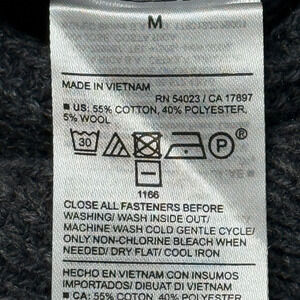 M
MADE IN VIETNAM
RN 54023 / CA 17897
■ US: 55% COTTON, 40% POLYESTER,
5% WOOL
30
P
1166
CLOSE ALL FASTENERS BEFORE
WASHING/ WASH INSIDE OUT/
MACHINE WASH COLD GENTLE CYCLE/
ONLY NON-CHLORINE BLEACH WHEN
NEEDED/ DRY FLAT/ COOL IRON
HECHO EN VIETNAM CON INSUMOS
IMPORTADOS/ DIBUAT DI VIETNAM
■ CA: 55% COTON, 40% POLYESTER